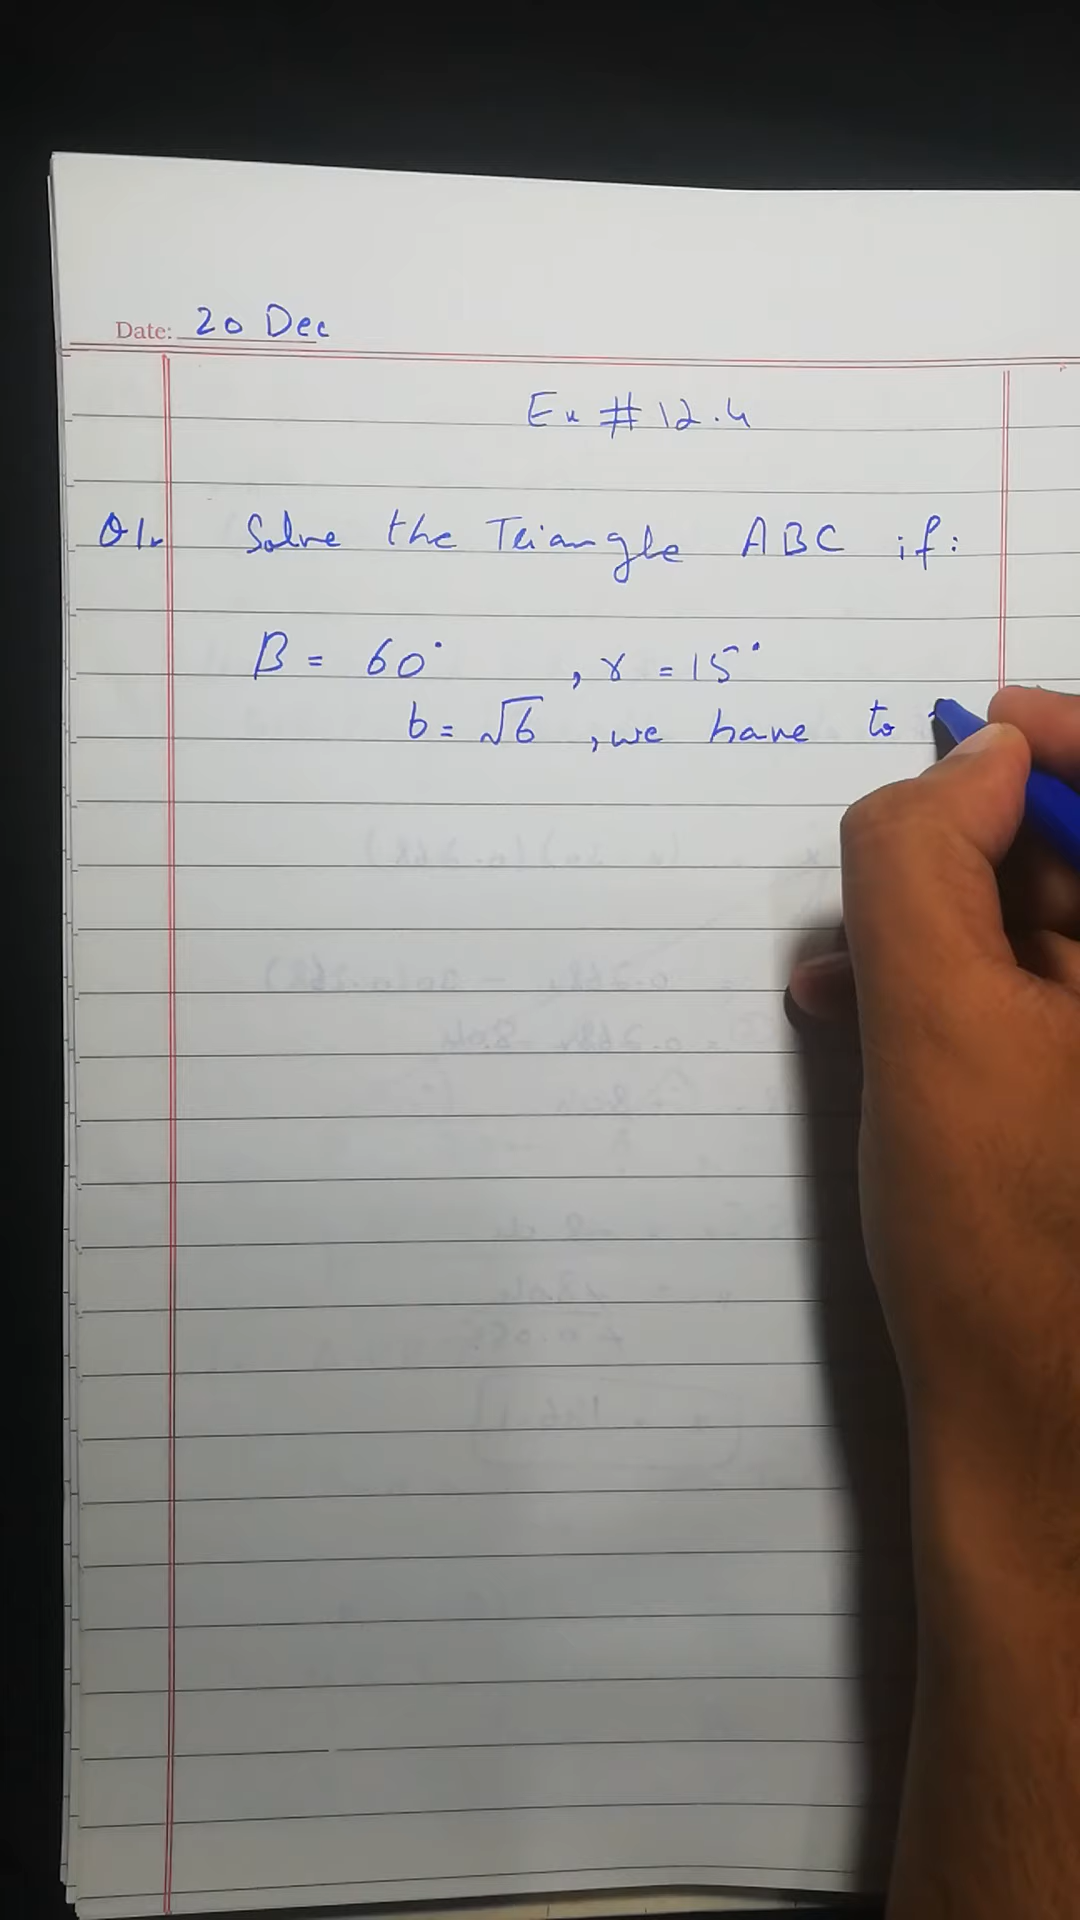 Date: 20 Dec
Ex # 12.4
Q1. Solve the Triangle ABC if:
β = 60° , γ = 15°
b = √6 , we have to